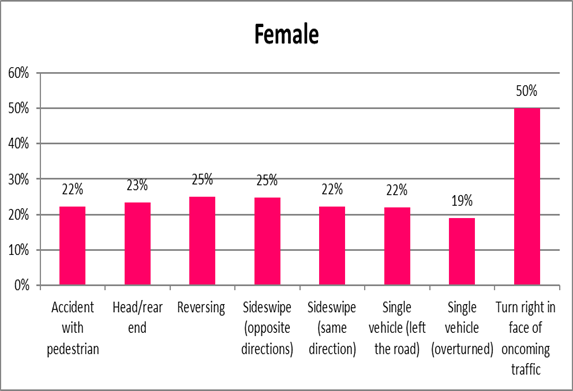 Female
60%
50%
40%
30%
20%
10%
0%
22%
23%
25%
25%
22%
22%
19%
50%
Accident
with
pedestrian
Head/rear
end
Reversing
Sideswipe
(opposite
directions)
Sideswipe
(same
direction)
Single
vehicle (left
the road)
Single
vehicle
(overturned)
Turn right in
face of
oncoming
traffic